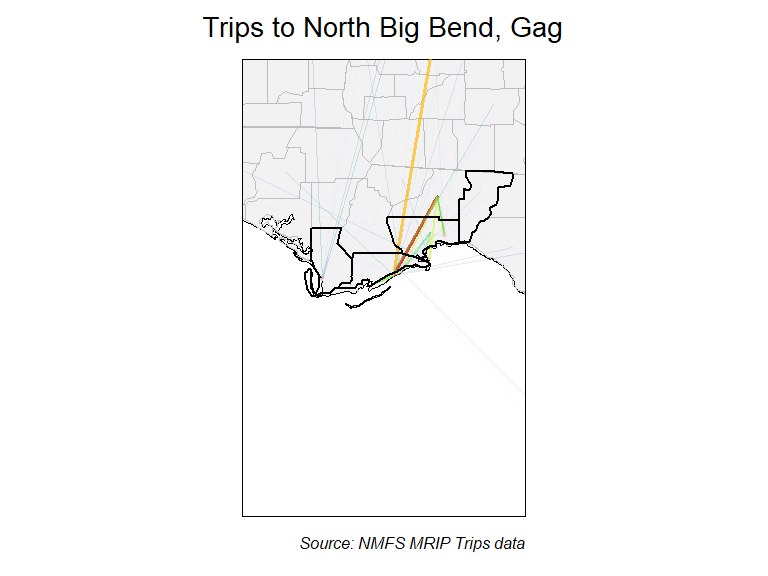 Trips to North Big Bend, Gag
Source: NMFS MRIP Trips data